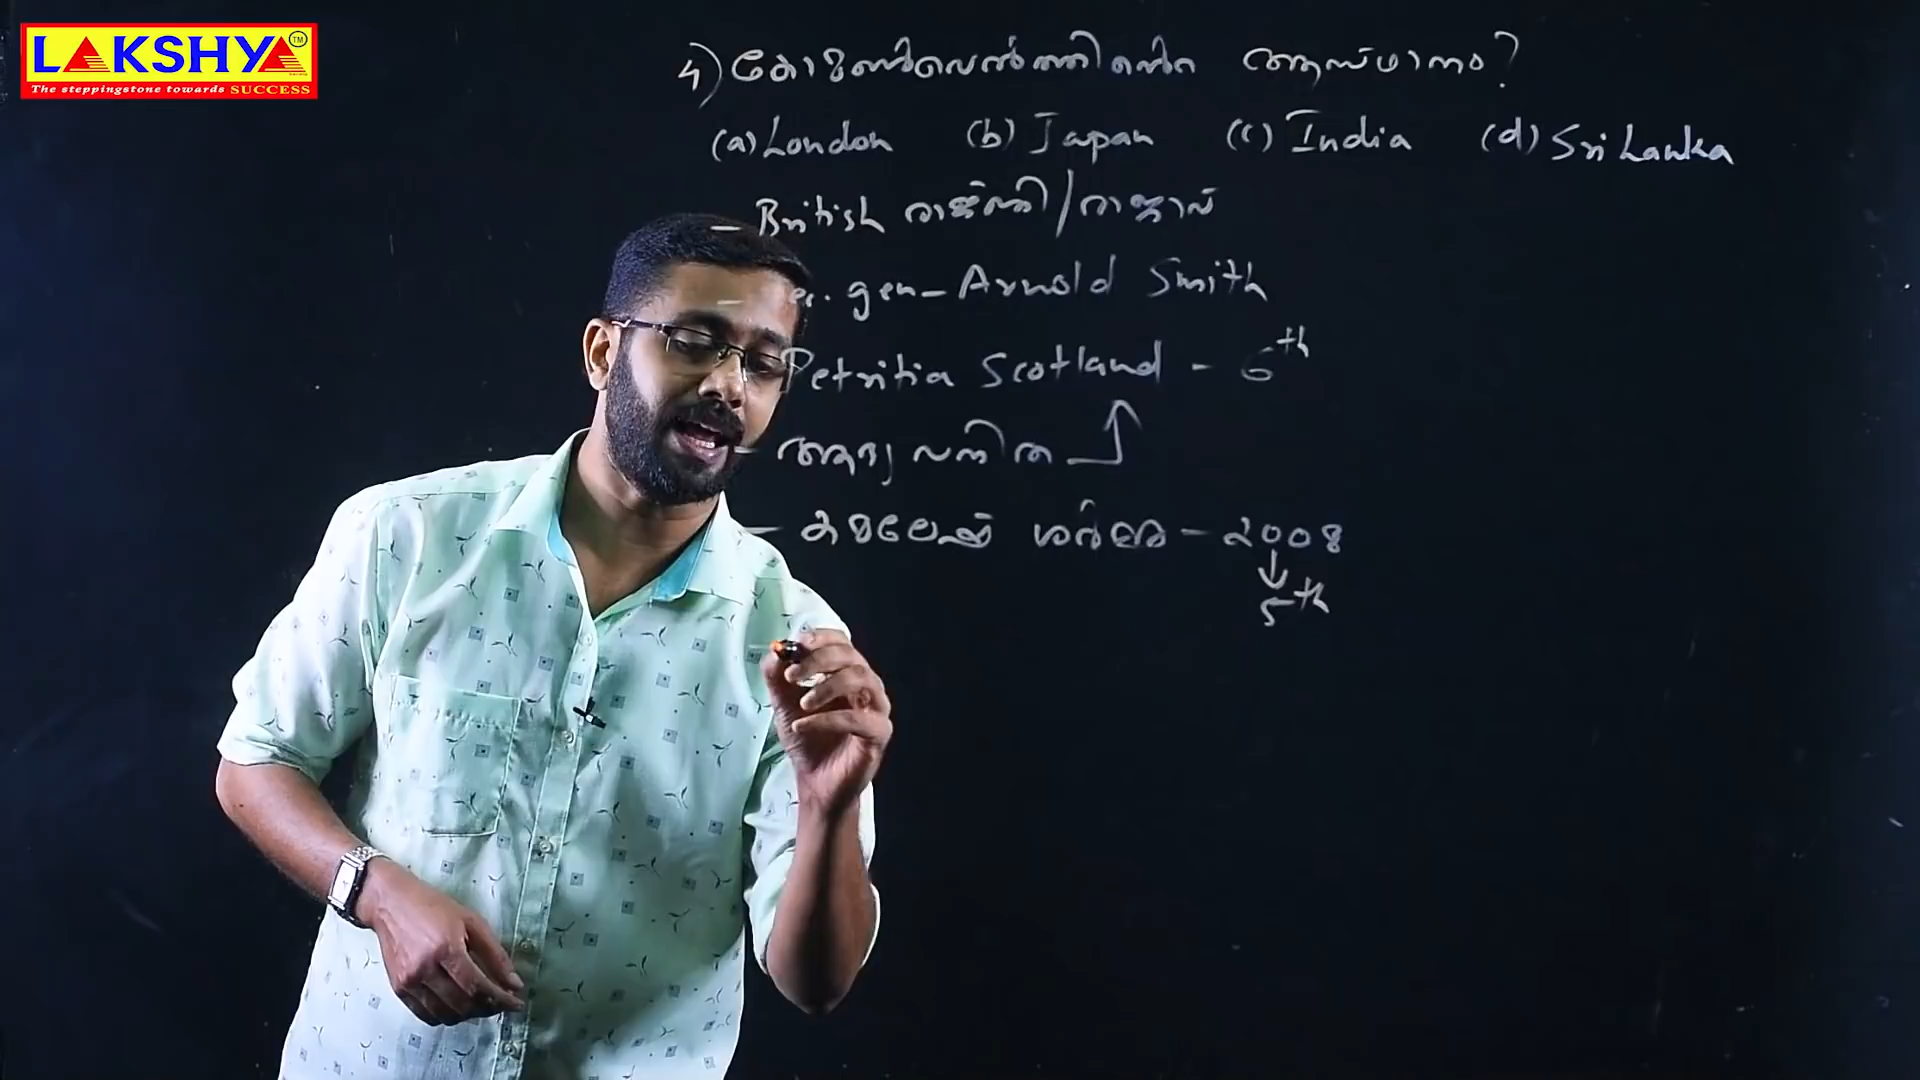 LAKSHYA TM
The steppingstone towards SUCCESS
4) കോമൺവെൽത്തിന്റെ ആസ്ഥാനം?
(a) London (b) Japan (c) India (d) Sri Lanka
- British രാജ്ഞി/രാജാവ്
- gen - Arnold Smith
Petritia Scotland - 6th
- ആദ്യ വനിത
- കമലേഷ് ശർമ്മ - 2008
5th